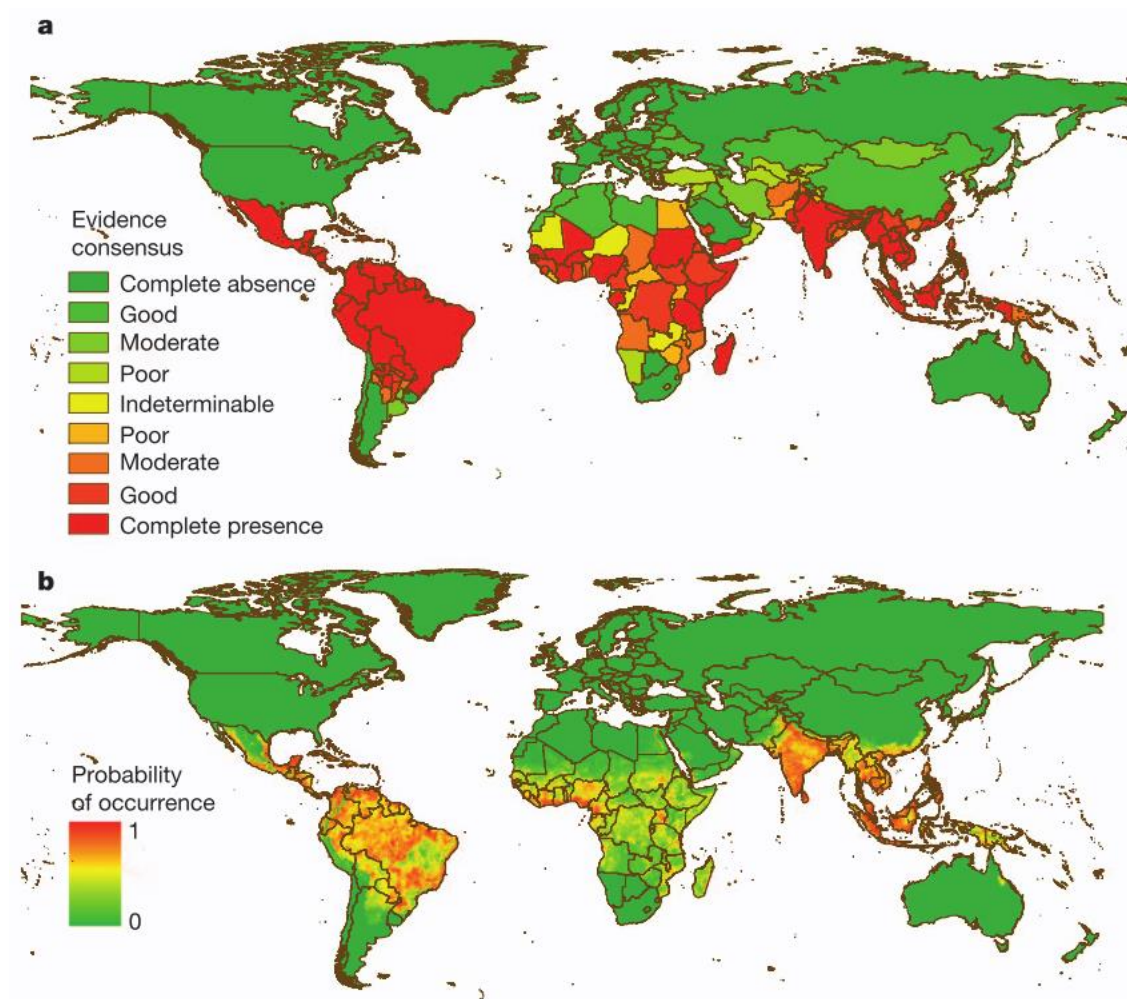 a
Evidence
consensus
Complete absence
Good
Moderate
Poor
Indeterminable
Poor
Moderate
Good
Complete presence
b
Probability
of occurrence
1
0